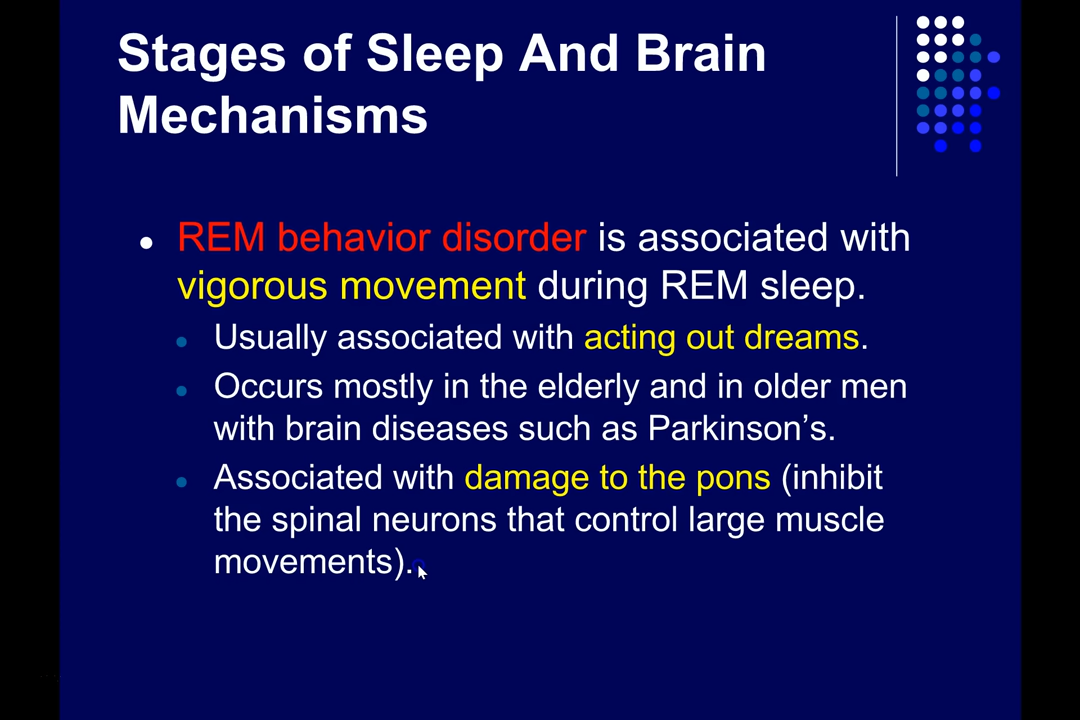 Stages of Sleep And Brain
Mechanisms
REM behavior disorder is associated with
vigorous movement during REM sleep.
Usually associated with acting out dreams.
Occurs mostly in the elderly and in older men
with brain diseases such as Parkinson’s.
Associated with damage to the pons (inhibit
the spinal neurons that control large muscle
movements).